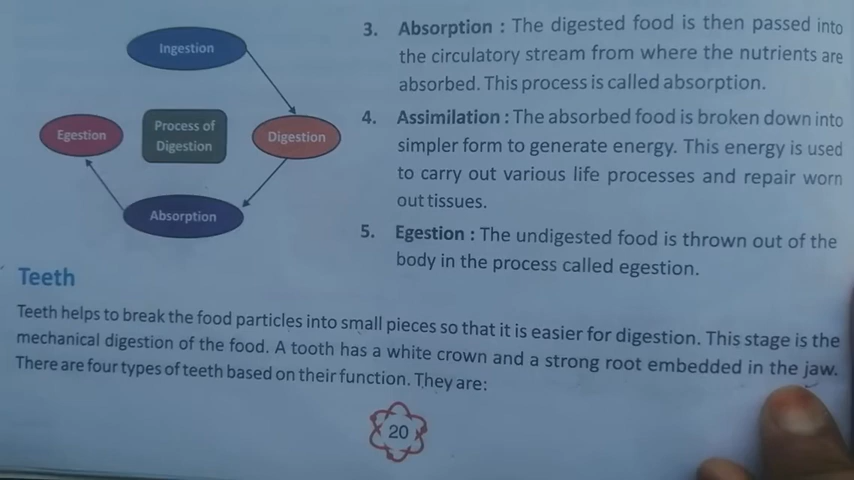 Ingestion
Process of
Digestion
Egestion
Digestion
Absorption
3. Absorption : The digested food is then passed into
the circulatory stream from where the nutrients are
absorbed. This process is called absorption.
4. Assimilation : The absorbed food is broken down into
simpler form to generate energy. This energy is used
to carry out various life processes and repair worn
out tissues.
5. Egestion : The undigested food is thrown out of the
body in the process called egestion.
Teeth
Teeth helps to break the food particles into small pieces so that it is easier for digestion. This stage is the
mechanical digestion of the food. A tooth has a white crown and a strong root embedded in the jaw.
There are four types of teeth based on their function. They are:
20